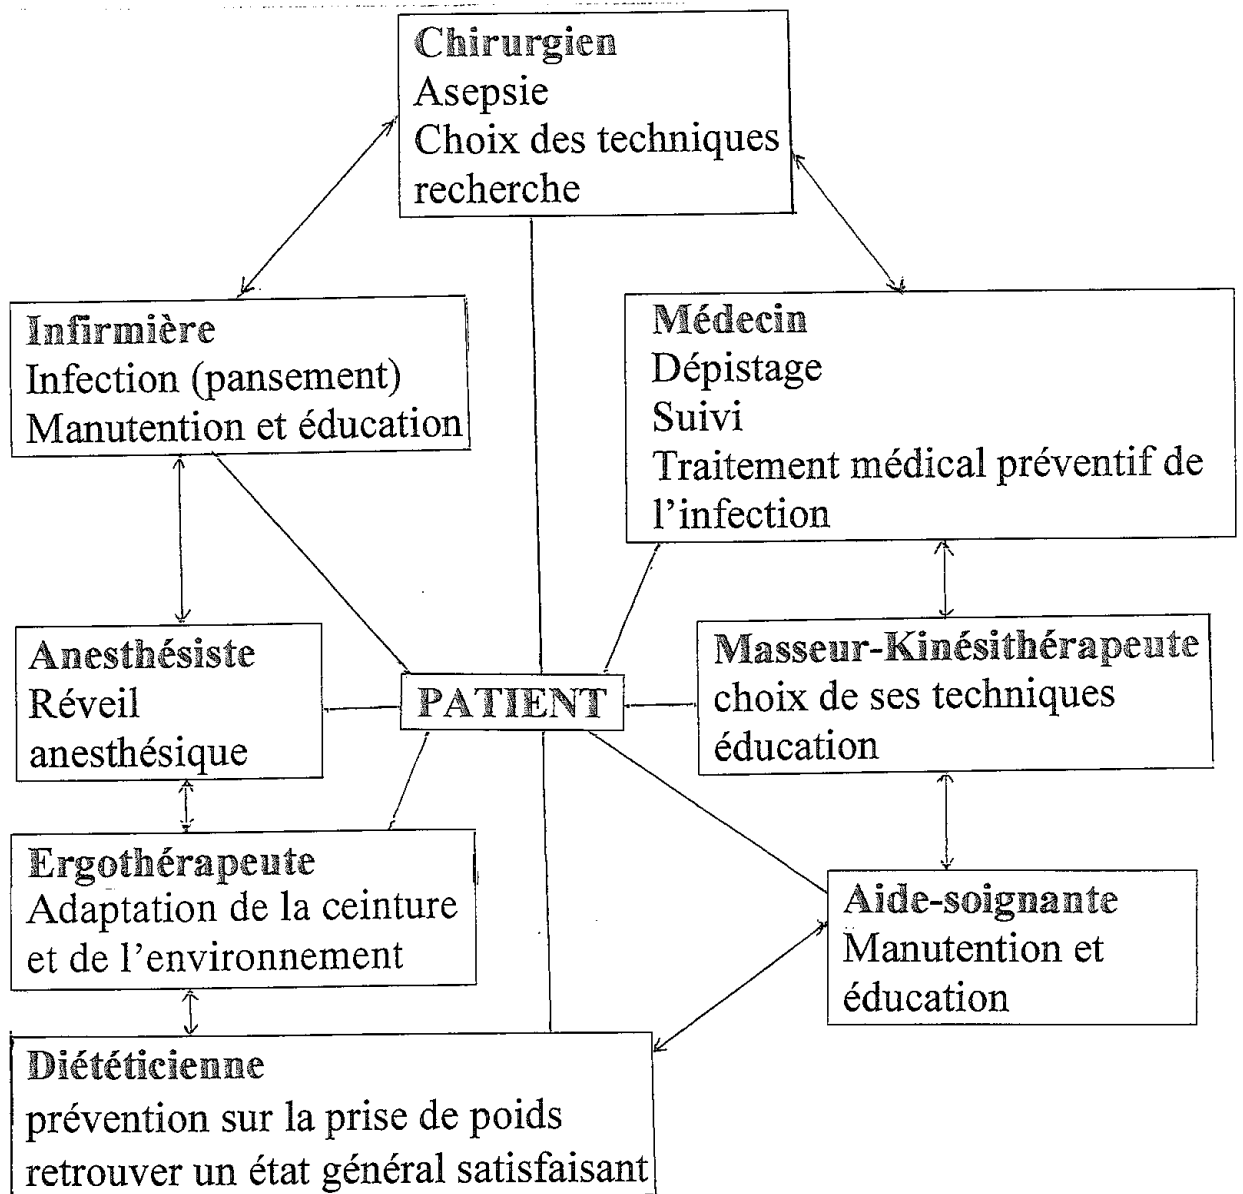 Chirurgien
Asepsie
Choix des techniques
recherche
Infirmière
Infection (pansement)
Manutention et éducation
Médecin
Dépistage
Suivi
Traitement médical préventif de
l’infection
Anesthésiste
Réveil
anesthésique
PATIENT
Masseur-Kinésithérapeute
choix de ses techniques
éducation
Ergothérapeute
Adaptation de la ceinture
et de l’environnement
Aide-soignante
Manutention et
éducation
Diététicienne
prévention sur la prise de poids
retrouver un état général satisfaisant